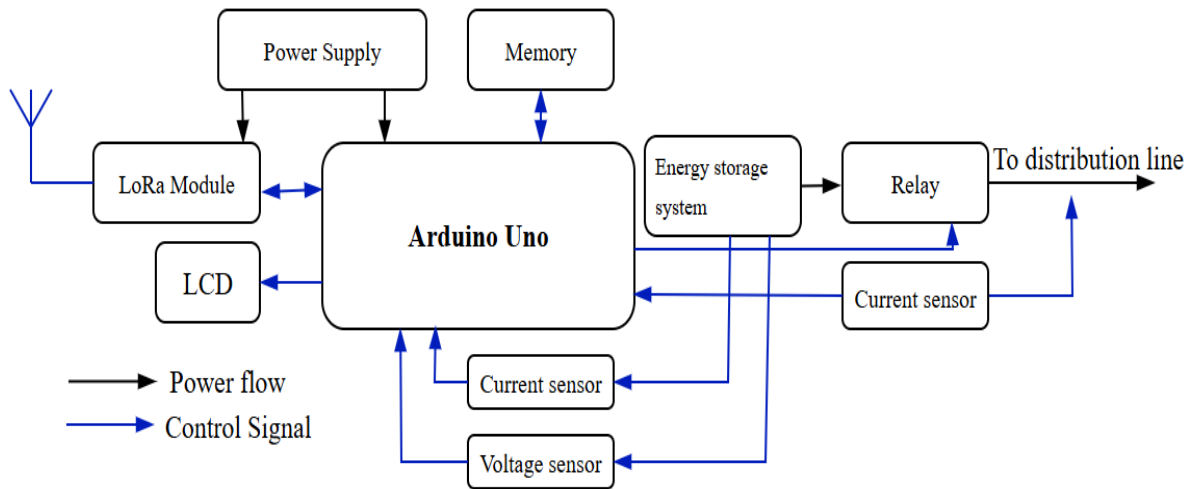 Power Supply
Memory
LoRa Module
Energy storage
system
Relay
To distribution line
Arduino Uno
LCD
Current sensor
Power flow
Current sensor
Control Signal
Voltage sensor